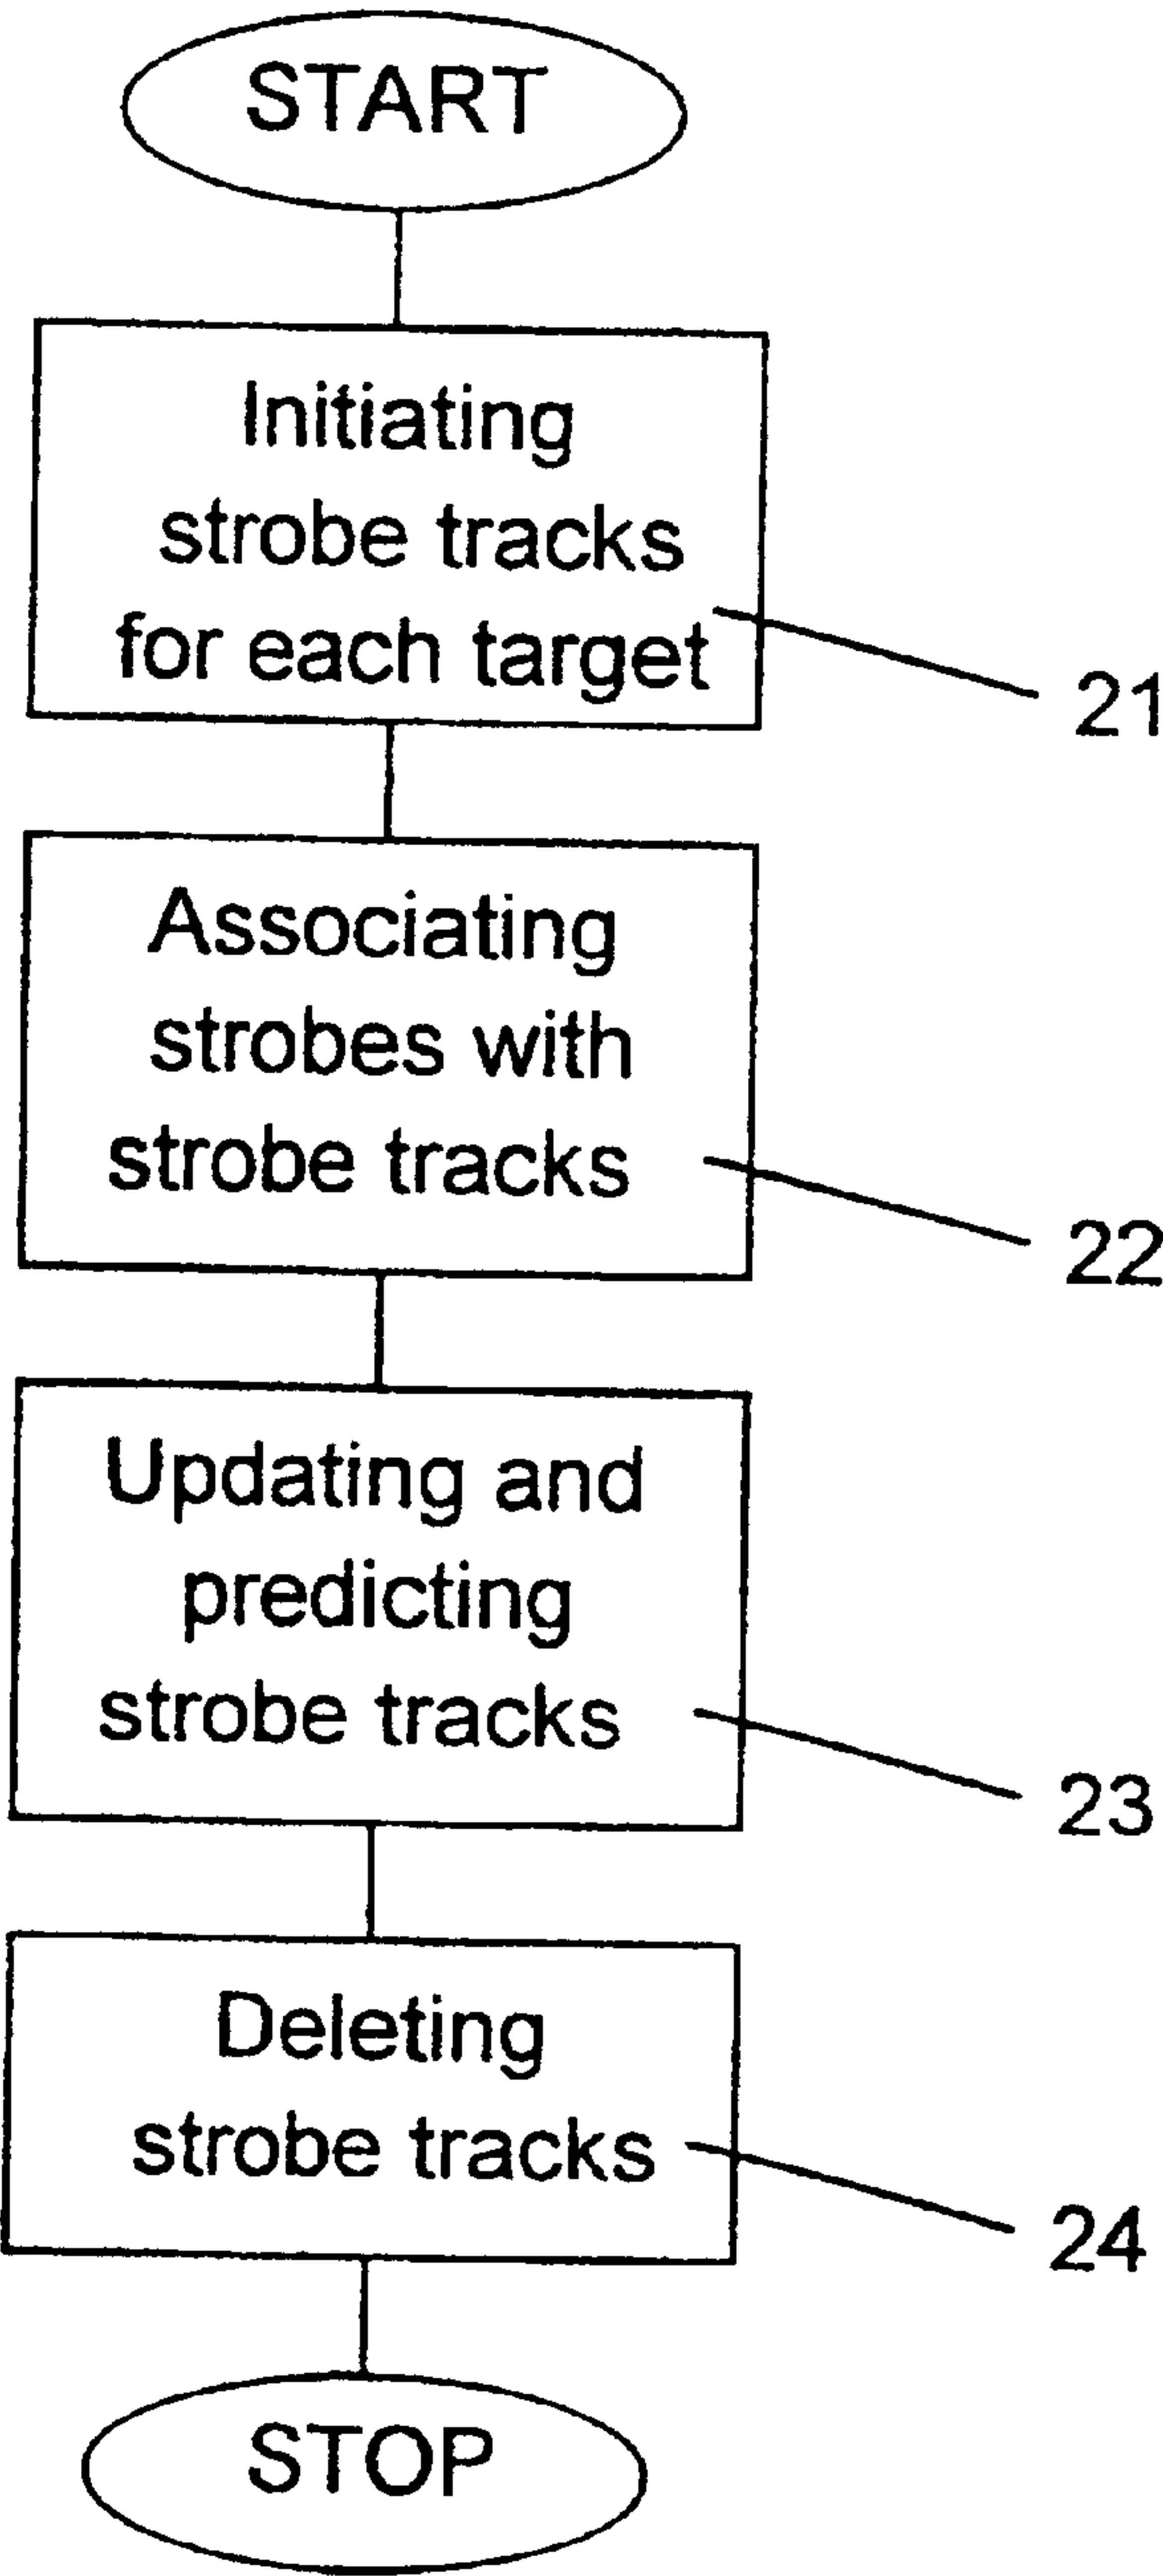 START
Initiating
strobe tracks
for each target
21
Associating
strobes with
strobe tracks
22
Updating and
predicting
strobe tracks
23
Deleting
strobe tracks
24
STOP